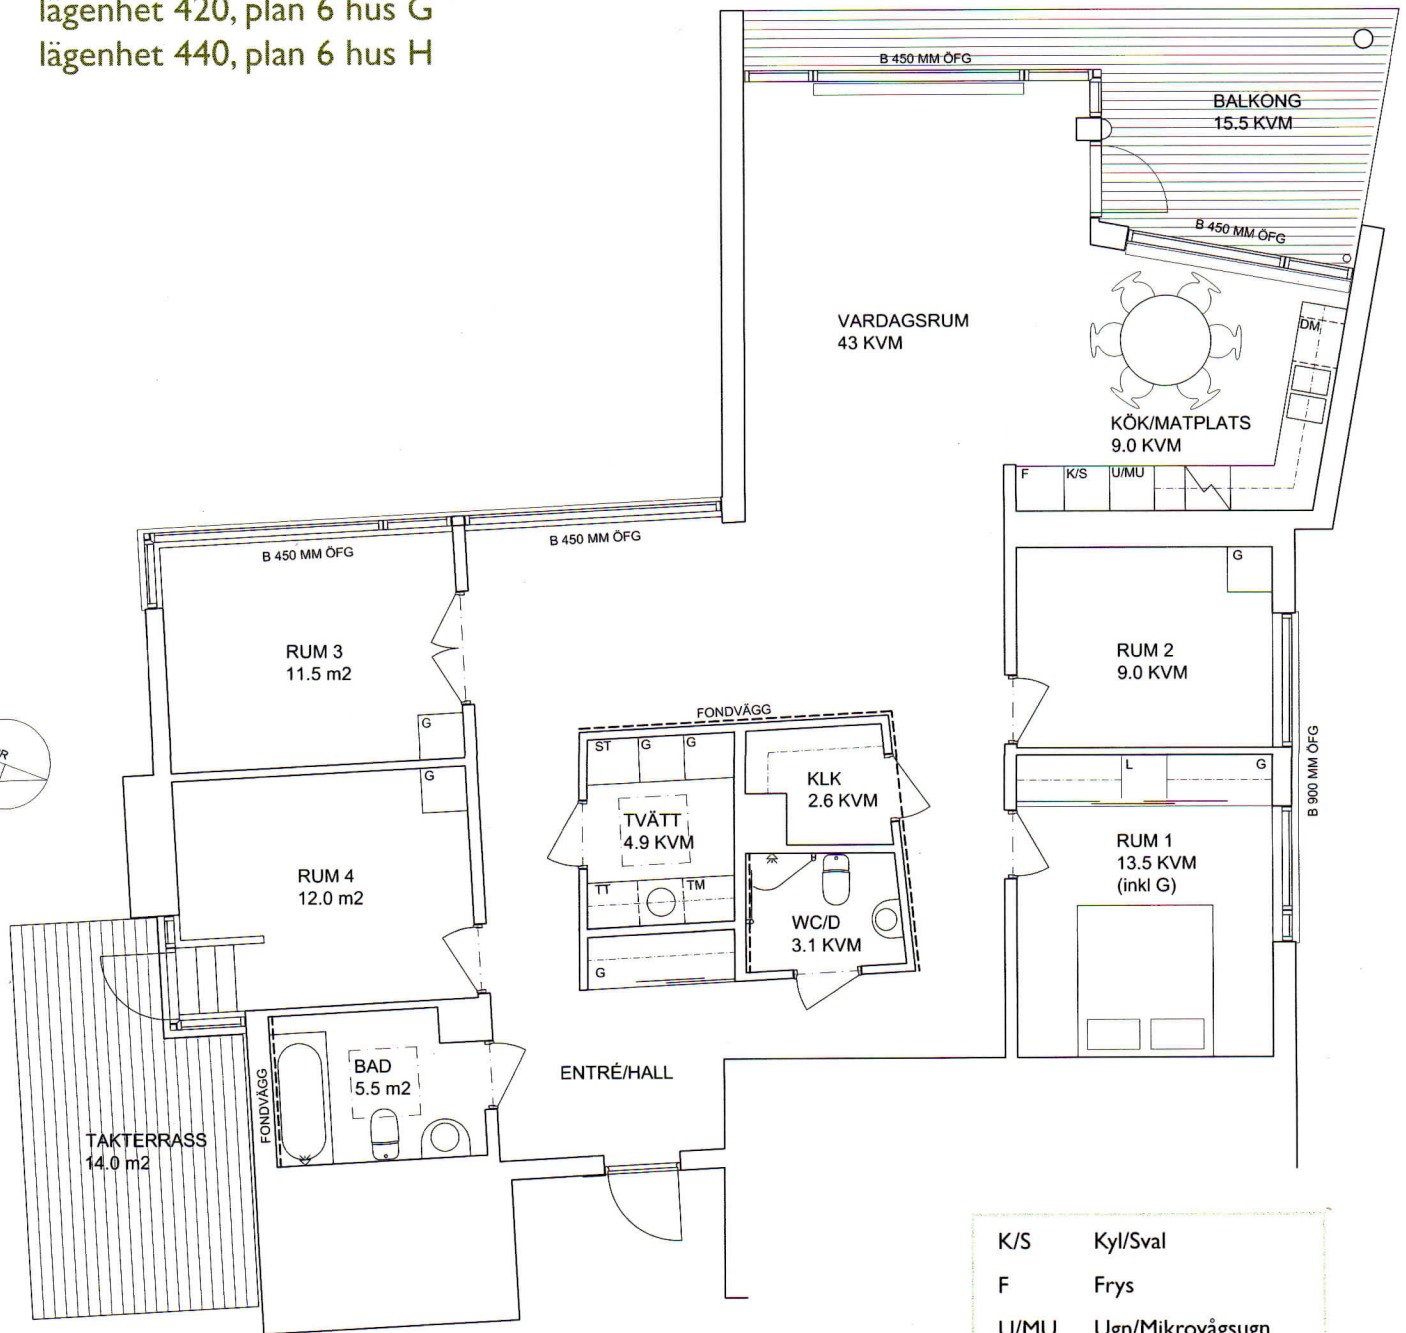 lägenhet 420, plan 6 hus G
lägenhet 440, plan 6 hus H
B 450 MM ÖFG
BALKONG
15.5 KVM
B 450 MM ÖFG
VARDAGSRUM
43 KVM
DM
KÖK/MATPLATS
9.0 KVM
F
K/S
U/MU
B 450 MM ÖFG
B 450 MM ÖFG
G
RUM 3
11.5 m2
RUM 2
9.0 KVM
G
FONDVÄGG
ST
G
G
KLK
2.6 KVM
L
G
B 900 MM ÖFG
G
TVÄTT
4.9 KVM
RUM 1
13.5 KVM
(inkl G)
RUM 4
12.0 m2
TT
TM
WC/D
3.1 KVM
G
BAD
5.5 m2
ENTRÉ/HALL
FONDVÄGG
TAKTERRASS
14.0 m2
K/S Kyl/Sval
F Frys
U/MU Ugn/Mikrovågsugn